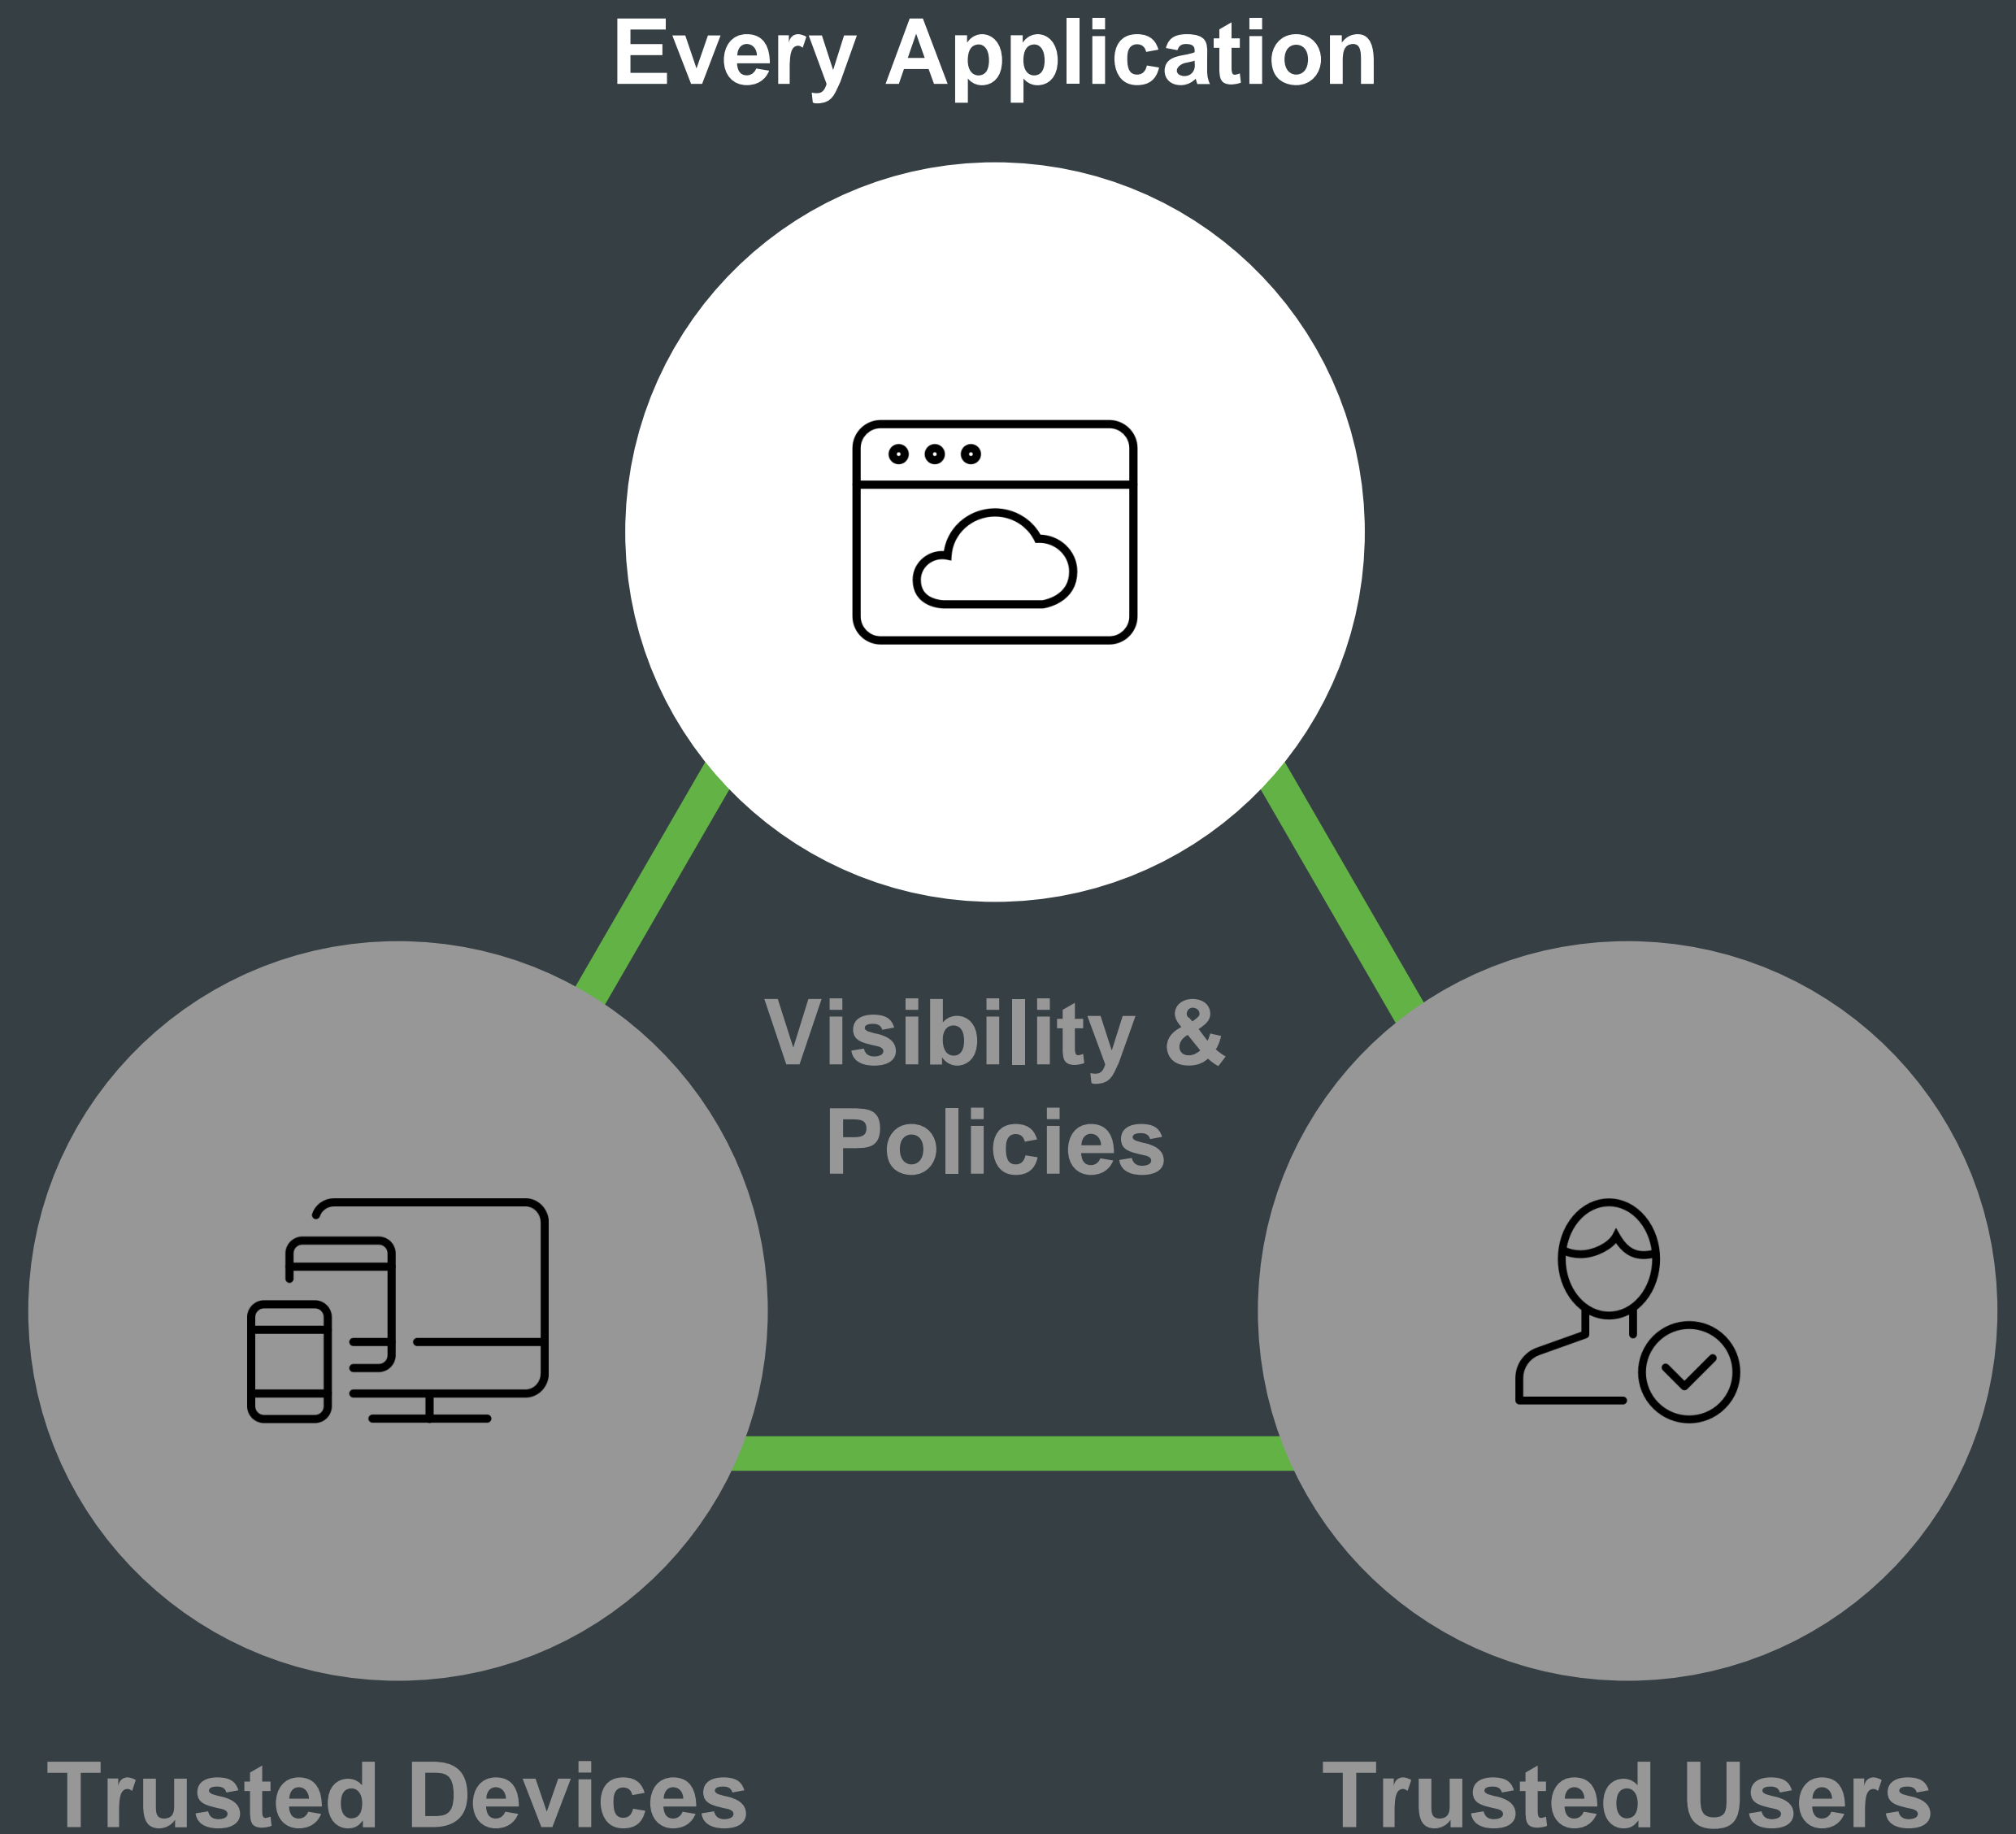 Every Application
Visibility &
Policies
Trusted Devices
Trusted Users